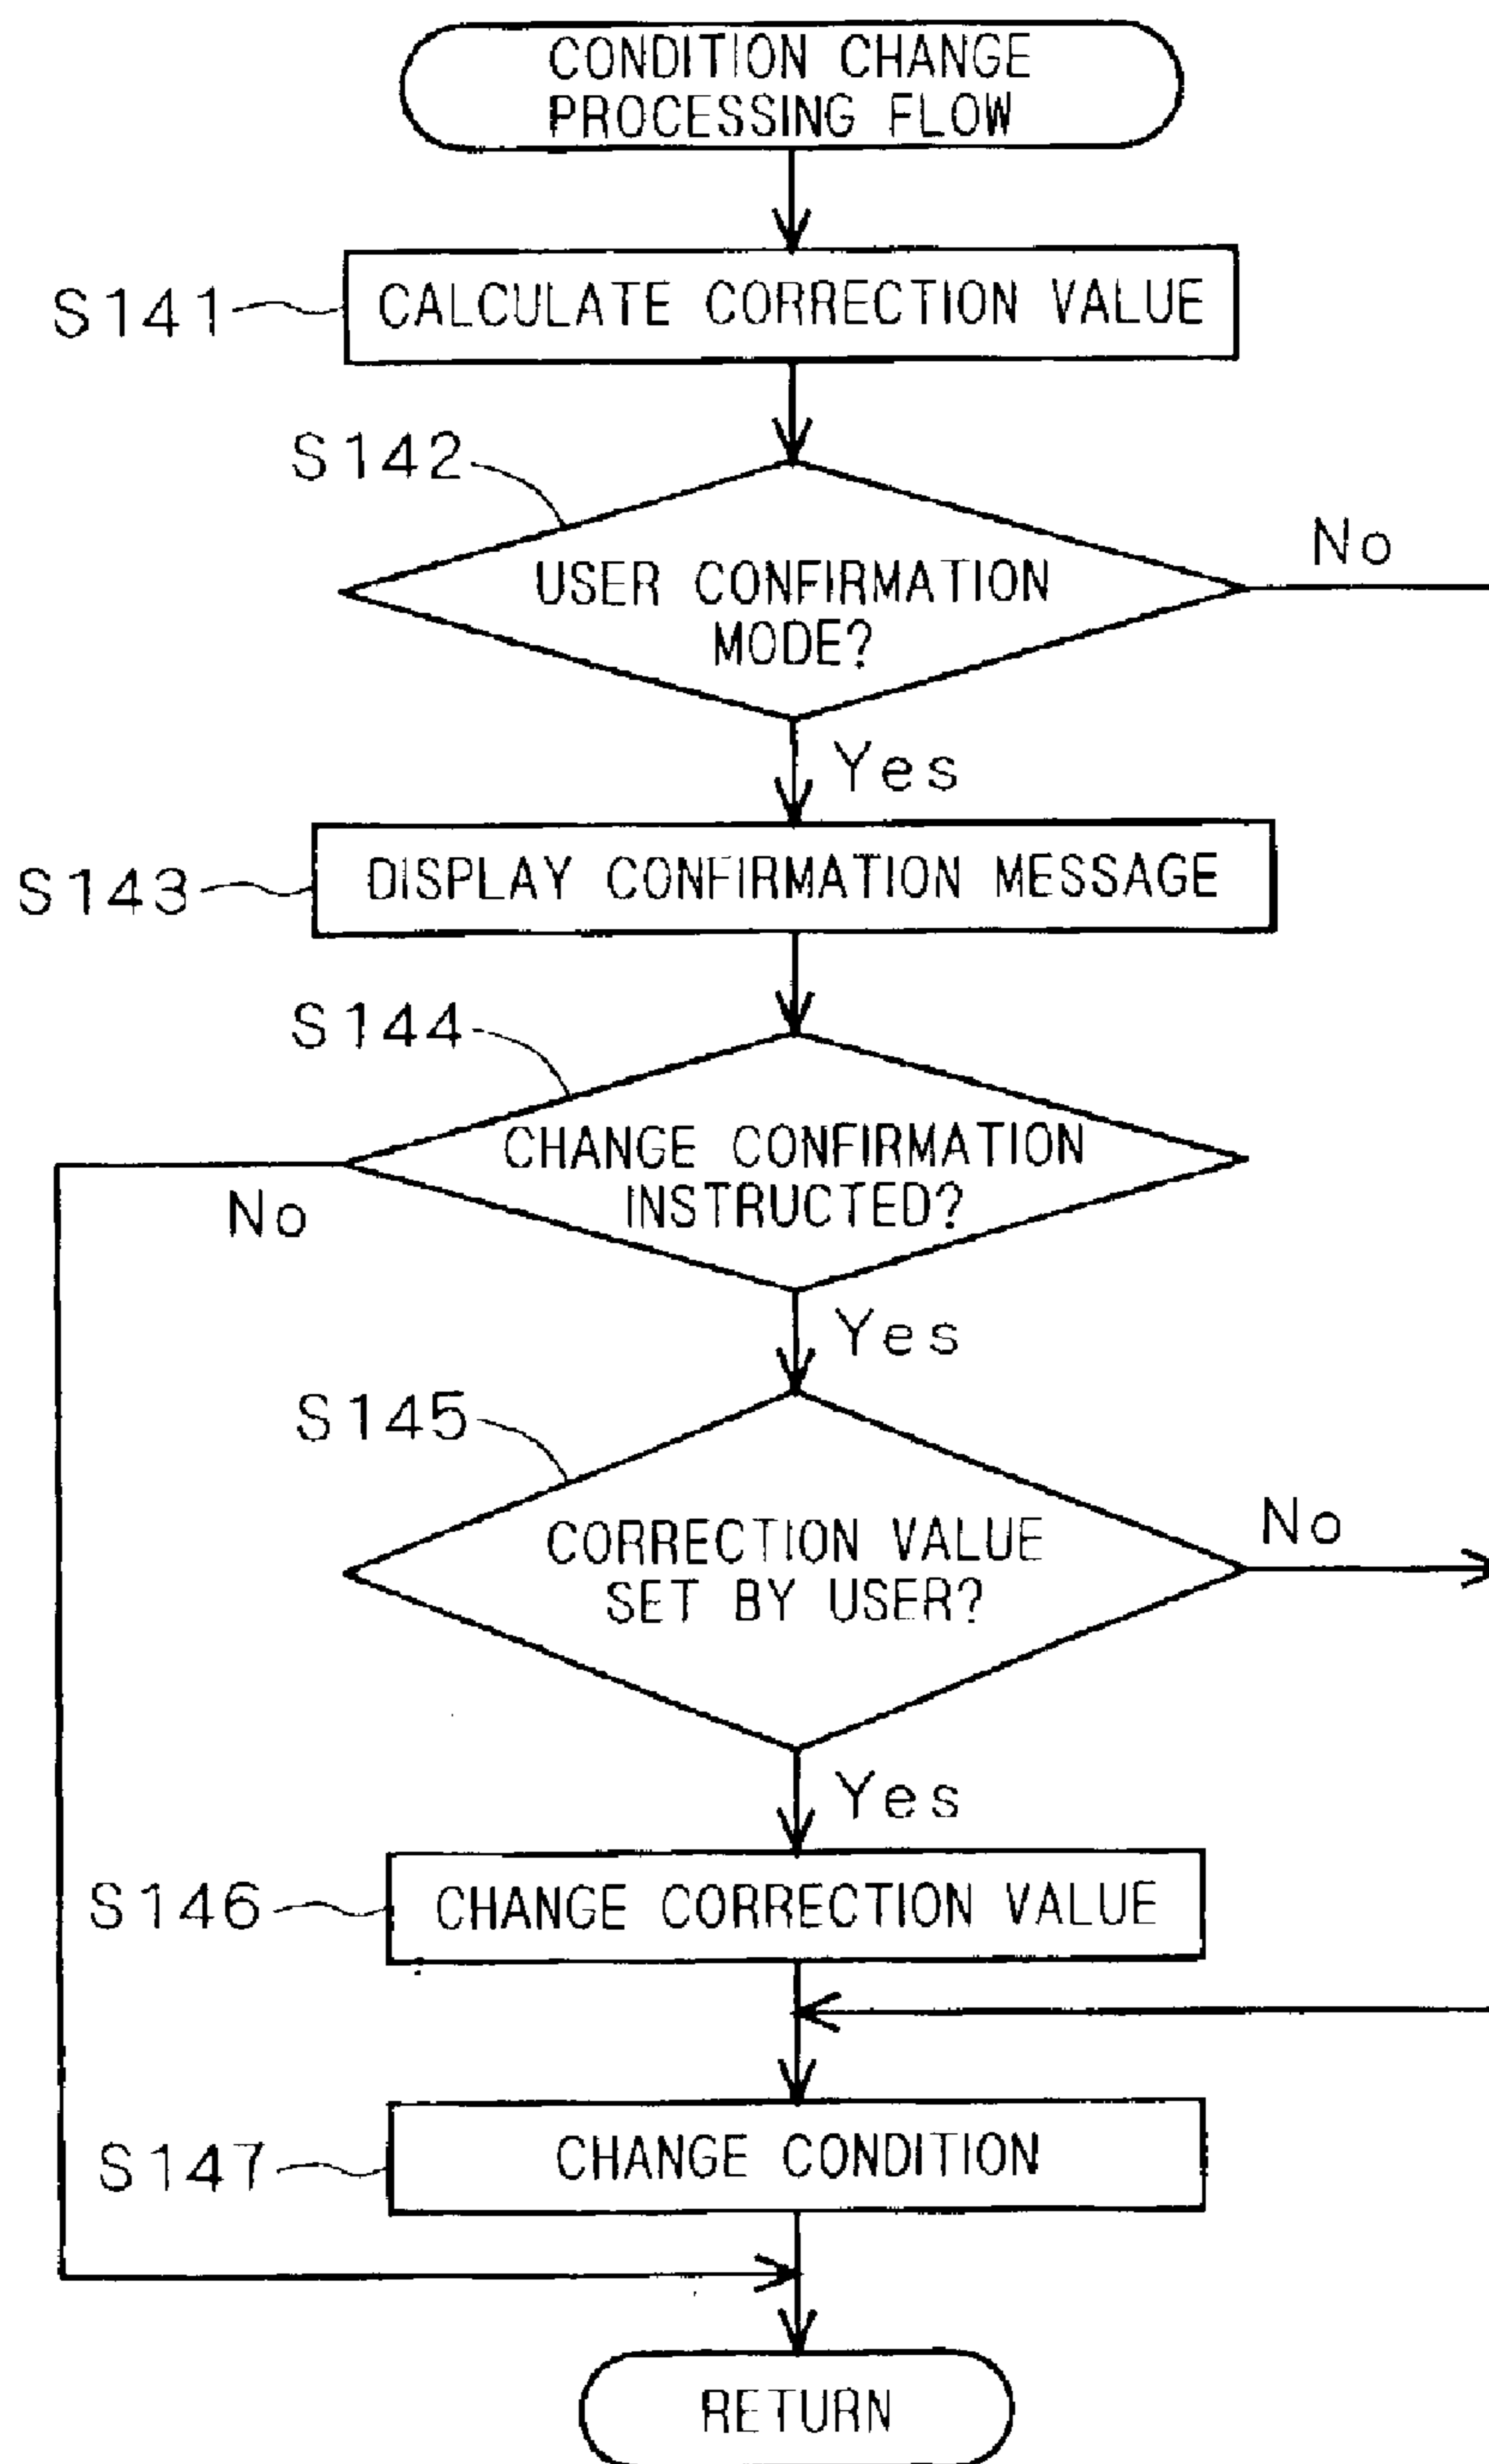 CONDITION CHANGE
PROCESSING FLOW
S141
CALCULATE CORRECTION VALUE
S142
No
USER CONFIRMATION
MODE?
Yes
S143
DISPLAY CONFIRMATION MESSAGE
S144
CHANGE CONFIRMATION
INSTRUCTED?
No
Yes
S145
No
CORRECTION VALUE
SET BY USER?
Yes
S146
CHANGE CORRECTION VALUE
S147
CHANGE CONDITION
RETURN